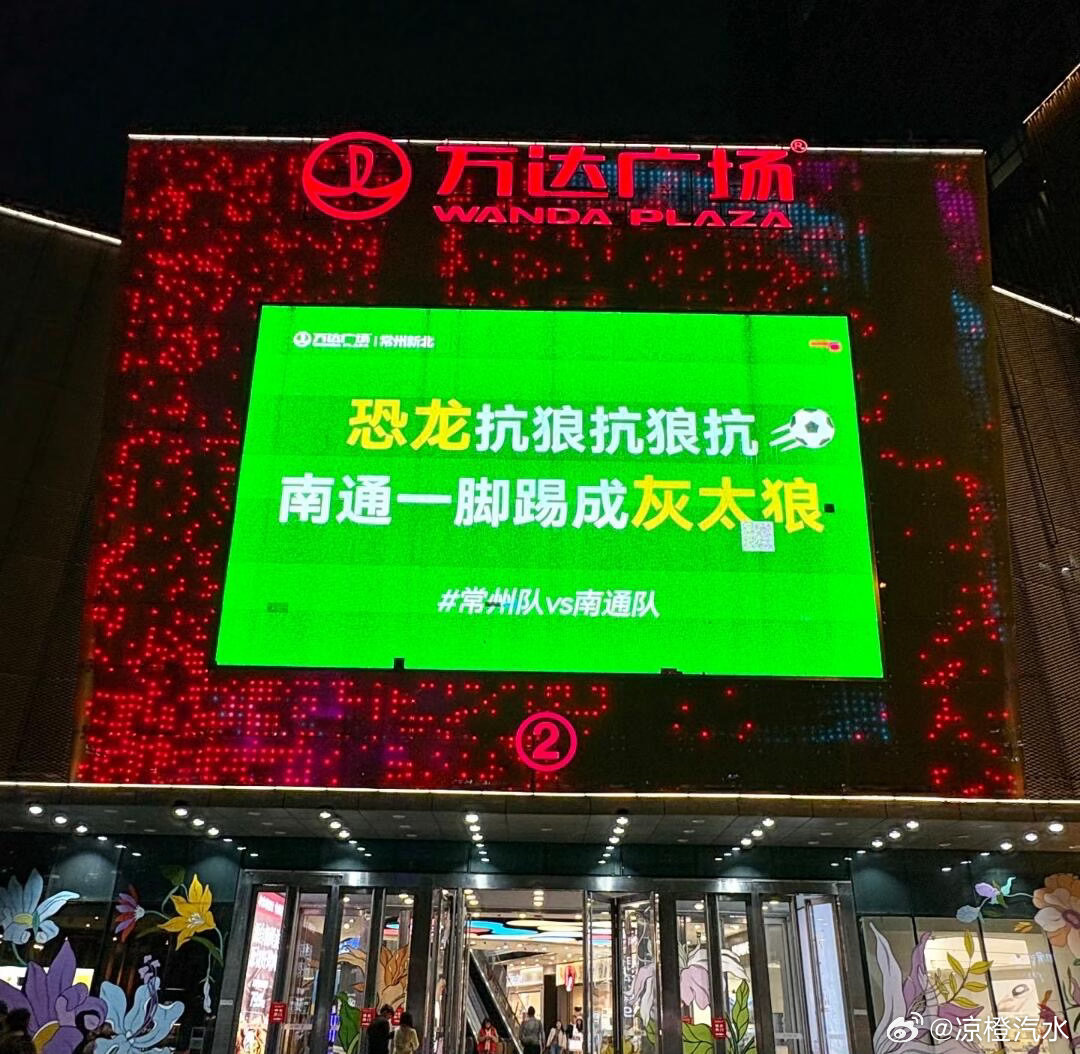 万达广场®
WANDA PLAZA
万达广场 | 常州新北
恐龙抗狼抗狼抗
南通一脚踢成灰太狼
#常州队vs南通队
②
@凉橙汽水